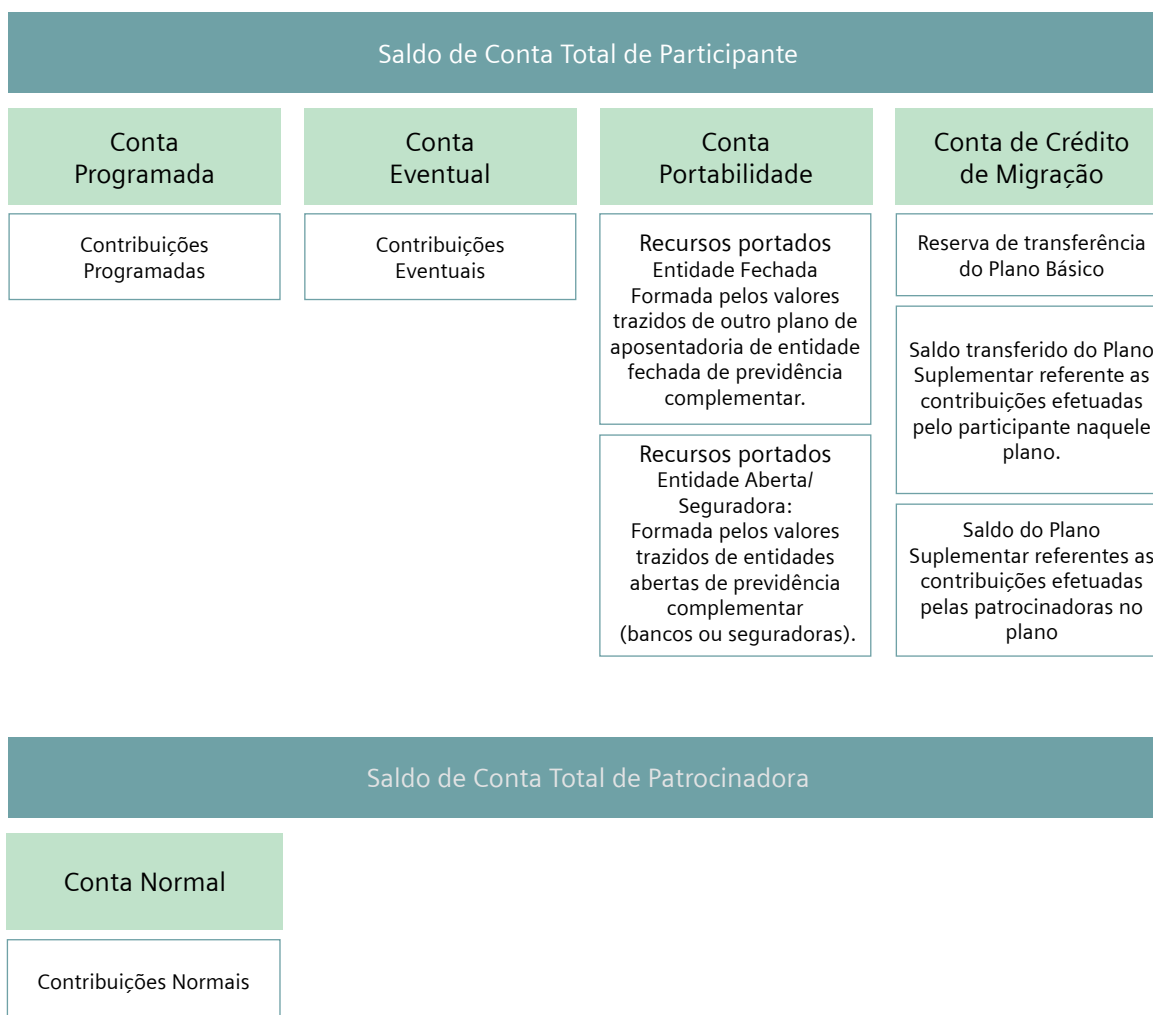 Saldo de Conta Total de Participante
Conta
Programada
Contribuições
Programadas
Conta
Eventual
Contribuições
Eventuais
Conta
Portabilidade
Recursos portados
Entidade Fechada
Formada pelos valores
trazidos de outro plano de
aposentadoria de entidade
fechada de previdência
complementar.
Recursos portados
Entidade Aberta/
Seguradora:
Formada pelos valores
trazidos de entidades
abertas de previdência
complementar
(bancos ou seguradoras).
Conta de Crédito
de Migração
Reserva de transferência
do Plano Básico
Saldo transferido do Plano
Suplementar referente as
contribuições efetuadas
pelo participante naquele
plano.
Saldo do Plano
Suplementar referentes as
contribuições efetuadas
pelas patrocinadoras no
plano
Saldo de Conta Total de Patrocinadora
Conta Normal
Contribuições Normais